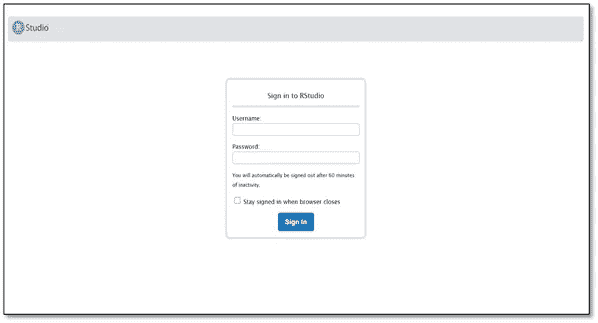 Studio
Sign in to RStudio
Username:
Password:
You will automatically be signed out after 60 minutes
of inactivity.
Stay signed in when browser closes
Sign In